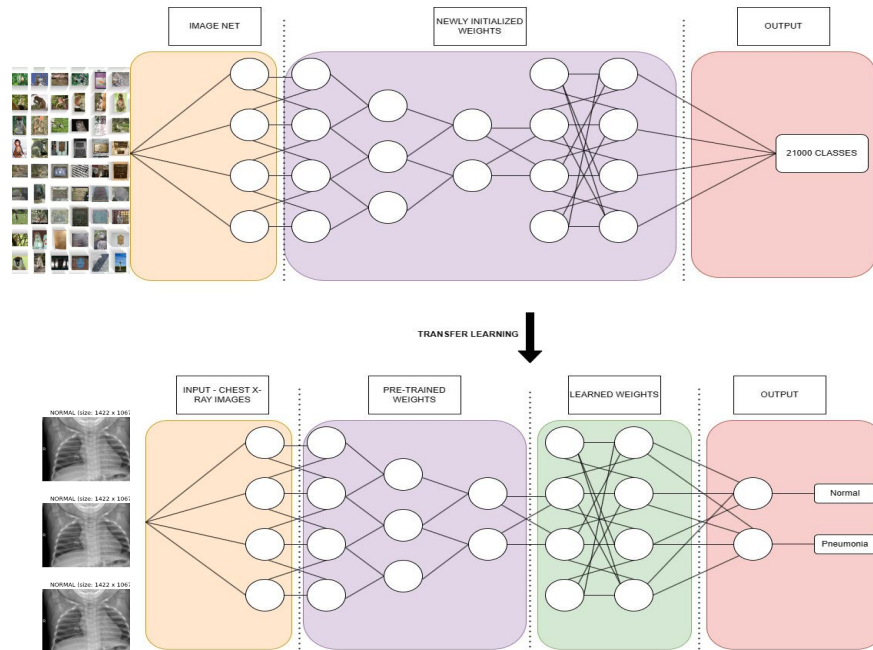 IMAGE NET
NEWLY INITIALIZED
WEIGHTS
OUTPUT
21000 CLASSES
TRANSFER LEARNING
INPUT - CHEST X-
RAY IMAGES
PRE-TRAINED
WEIGHTS
LEARNED WEIGHTS
OUTPUT
NORMAL (size: 1422 x 1067
NORMAL (size: 1422 x 1067
NORMAL (size: 1422 x 1067
Normal
Pneumonia